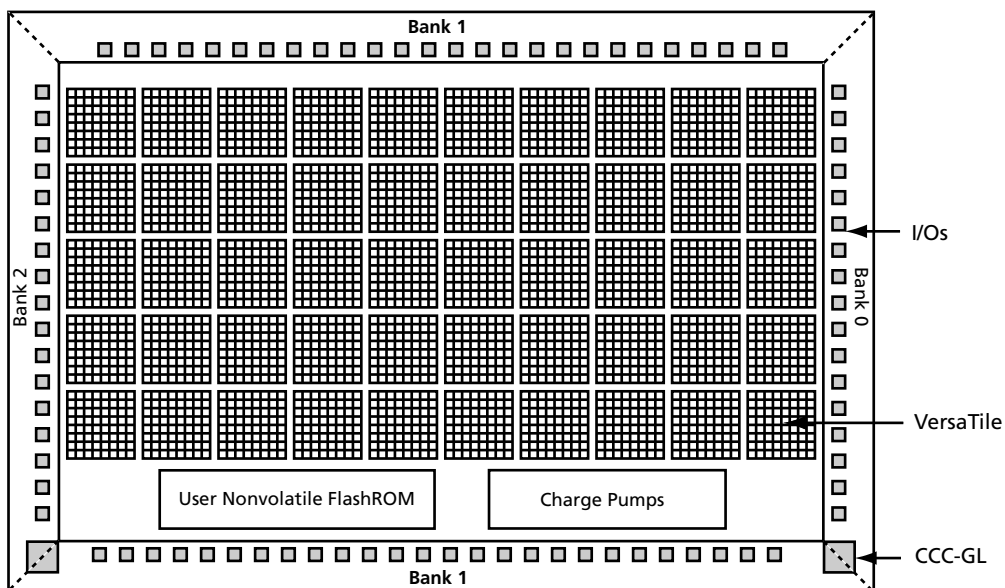 Bank 1
I/Os
Bank 2
Bank 0
VersaTile
User Nonvolatile FlashROM
Charge Pumps
CCC-GL
Bank 1